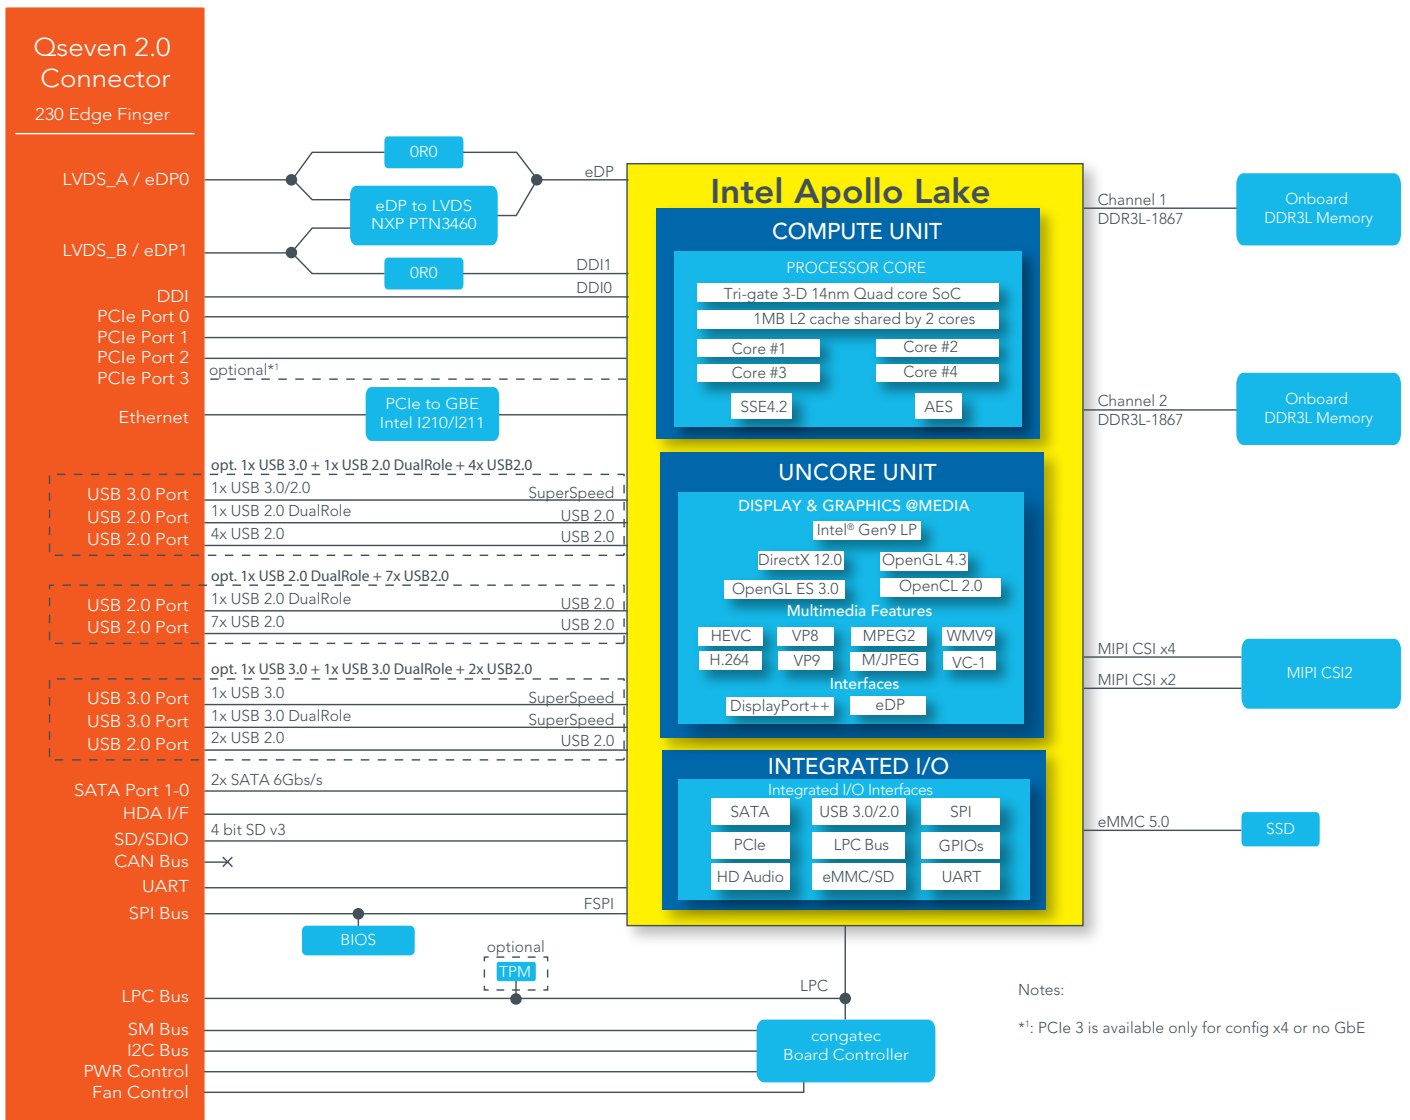 Qseven 2.0
Connector
230 Edge Finger
LVDS_A / eDP0
LVDS_B / eDP1
DDI
PCIe Port 0
PCIe Port 1
PCIe Port 2
PCIe Port 3
Ethernet
USB 3.0 Port
USB 2.0 Port
USB 2.0 Port
USB 2.0 Port
USB 2.0 Port
USB 3.0 Port
USB 3.0 Port
USB 2.0 Port
SATA Port 1-0
HDA I/F
SD/SDIO
CAN Bus
UART
SPI Bus
LPC Bus
SM Bus
I2C Bus
PWR Control
Fan Control
0R0
eDP to LVDS
NXP PTN3460
0R0
eDP
DDI1
DDI0
optional*1
PCIe to GBE
Intel I210/I211
opt. 1x USB 3.0 + 1x USB 2.0 DualRole + 4x USB2.0
1x USB 3.0/2.0
SuperSpeed
1x USB 2.0 DualRole
USB 2.0
4x USB 2.0
USB 2.0
opt. 1x USB 2.0 DualRole + 7x USB2.0
1x USB 2.0 DualRole
USB 2.0
7x USB 2.0
USB 2.0
opt. 1x USB 3.0 + 1x USB 3.0 DualRole + 2x USB2.0
1x USB 3.0
SuperSpeed
1x USB 3.0 DualRole
SuperSpeed
2x USB 2.0
USB 2.0
2x SATA 6Gbs/s
4 bit SD v3
FSPI
BIOS
optional
TPM
LPC
congatec
Board Controller
Intel Apollo Lake
COMPUTE UNIT
PROCESSOR CORE
Tri-gate 3-D 14nm Quad core SoC
1MB L2 cache shared by 2 cores
Core #1
Core #2
Core #3
Core #4
SSE4.2
AES
UNCORE UNIT
DISPLAY & GRAPHICS @MEDIA
Intel® Gen9 LP
DirectX 12.0
OpenGL 4.3
OpenGL ES 3.0
OpenCL 2.0
Multimedia Features
HEVC
VP8
MPEG2
WMV9
H.264
VP9
M/JPEG
VC-1
Interfaces
DisplayPort++
eDP
INTEGRATED I/O
Integrated I/O Interfaces
SATA
USB 3.0/2.0
SPI
PCIe
LPC Bus
GPIOs
HD Audio
eMMC/SD
UART
Channel 1
DDR3L-1867
Onboard
DDR3L Memory
Channel 2
DDR3L-1867
Onboard
DDR3L Memory
MIPI CSI x4
MIPI CSI x2
MIPI CSI2
eMMC 5.0
SSD
Notes:
*1: PCIe 3 is available only for config x4 or no GbE